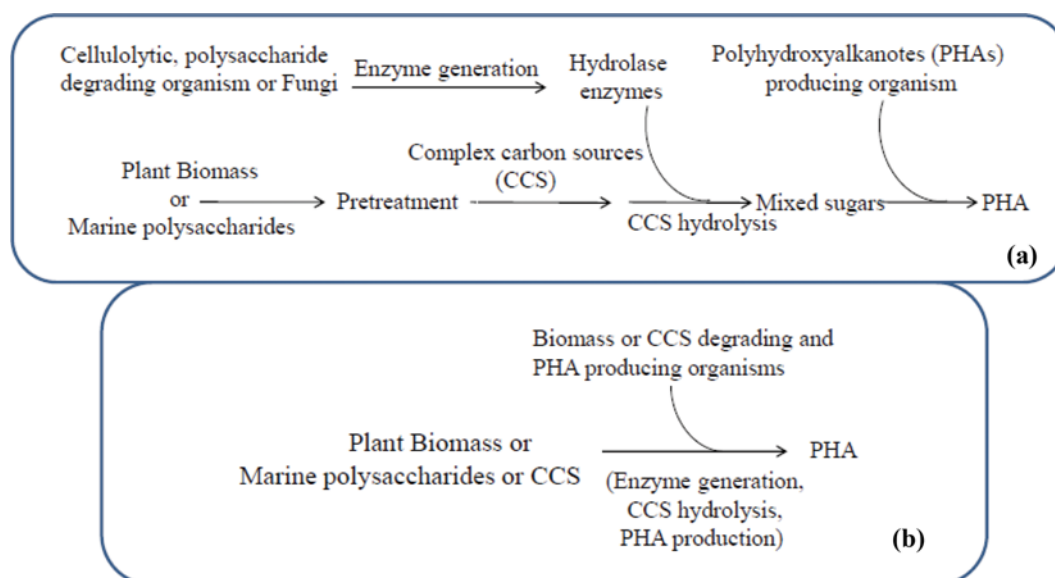 Cellulolytic, polysaccharide
degrading organism or Fungi
Enzyme generation
Hydrolase
enzymes
Polyhydroxyalkanotes (PHAs)
producing organism
Plant Biomass
or
Marine polysaccharides
Pretreatment
Complex carbon sources
(CCS)
CCS hydrolysis
Mixed sugars
PHA
(a)
Biomass or CCS degrading and
PHA producing organisms
Plant Biomass or
Marine polysaccharides or CCS
PHA
(Enzyme generation,
CCS hydrolysis,
PHA production)
(b)